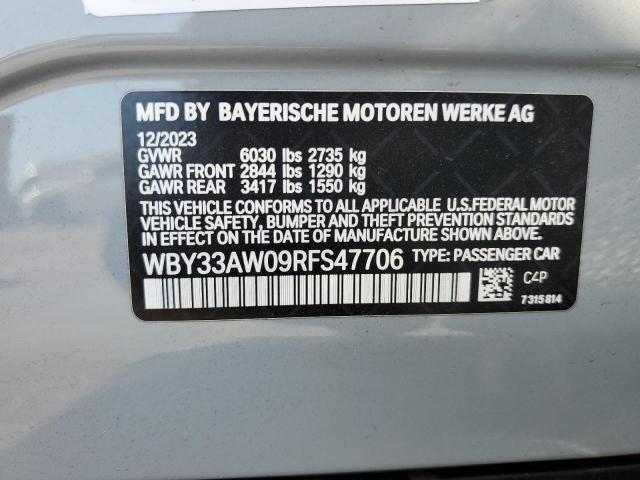 MFD BY BAYERISCHE MOTOREN WERKE AG
12/2023
GVWR 6030 lbs 2735 kg
GAWR FRONT 2844 lbs 1290 kg
GAWR REAR 3417 lbs 1550 kg
THIS VEHICLE CONFORMS TO ALL APPLICABLE U.S.FEDERAL MOTOR
VEHICLE SAFETY, BUMPER AND THEFT PREVENTION STANDARDS
IN EFFECT ON THE DATE OF MANUFACTURE SHOWN ABOVE.
WBY33AW09RFS47706 TYPE: PASSENGER CAR
C4P
7315814